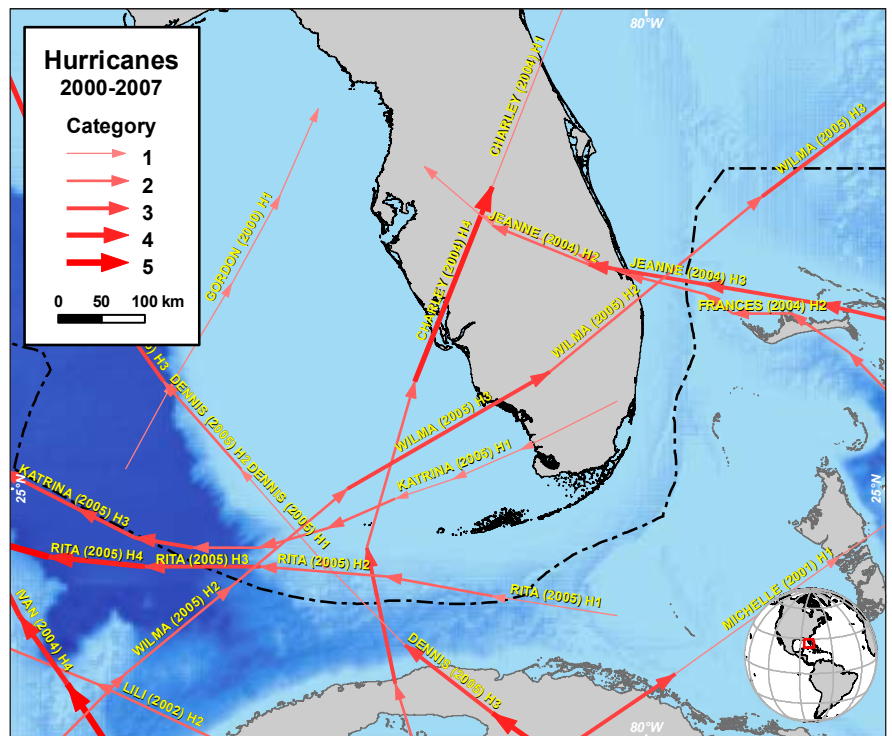 Hurricanes
2000-2007
Category
1
2
3
4
5
0 50 100 km
80°W
CHARLEY (2004) H1
WILMA (2005) H3
GORDON (2000) H1
JEANNE (2004) H2
CHARLEY (2004) H4
JEANNE (2004) H3
FRANCES (2004) H2
WILMA (2005) H2
H3
DENNIS (2005) H2
WILMA (2005) H3
KATRINA (2005) H1
DENNIS (2005) H1
25°N
25°N
KATRINA (2005) H3
RITA (2005) H4
RITA (2005) H3
RITA (2005) H2
RITA (2005) H1
WILMA (2005) H2
MICHELLE (2001) H1
IVAN (2004) H4
DENNIS (2005) H3
LILI (2002) H2
80°W